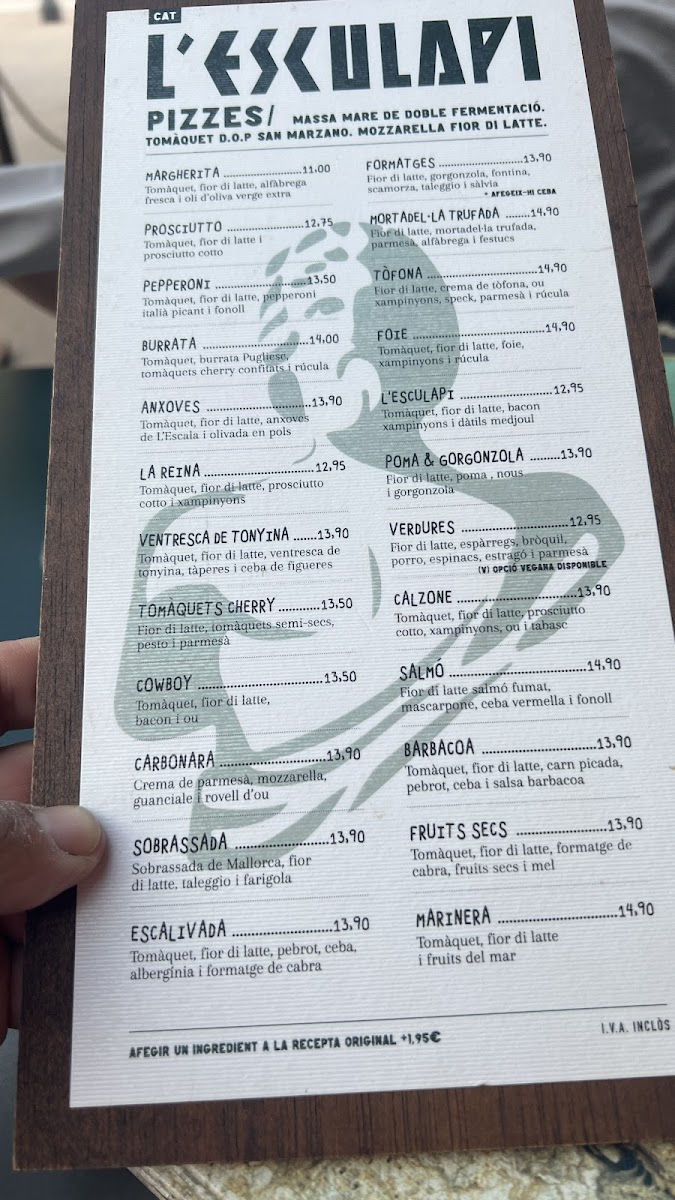 CAT
L'ESCULAPI
PIZZES/ MASSA MARE DE DOBLE FERMENTACIÓ.
TOMÀQUET D.O.P SAN MARZANO. MOZZARELLA FIOR DI LATTE.
MARGHERITA ........................11.00
Tomàquet, fior di latte, alfàbrega
fresca i oli d'oliva verge extra
PROSCIUTTO ........................12,75
Tomàquet, fior di latte i
prosciutto cotto
PEPPERONI ........................13,50
Tomàquet, fior di latte, pepperoni
italià picant i fonoll
BURRATA ........................14,00
Tomàquet, burrata Pugliese,
tomàquets cherry confitats i rúcula
ANXOVES ........................13,90
Tomàquet, fior di latte, anxoves
de L'Escala i olivada en pols
LA REINA ........................12,95
Tomàquet, fior di latte, prosciutto
cotto i xampinyons
VENTRESCA DE TONYINA .......13,90
Tomàquet, fior di latte, ventresca de
tonyina, tàperes i ceba de figueres
TOMÀQUETS CHERRY ............13,50
Fior di latte, tomàquets semi-secs,
pesto i parmesà
COWBOY ........................13,50
Tomàquet, fior di latte,
bacon i ou
CARBONARA ........................13,90
Crema de parmesà, mozzarella,
guanciale i rovell d'ou
SOBRASSADA ........................13,90
Sobrassada de Mallorca, fior
di latte, taleggio i farigola
ESCALIVADA ........................13,90
Tomàquet, fior di latte, pebrot, ceba,
albergínia i formatge de cabra
FORMATGES ........................13,90
Fior di latte, gorgonzola, fontina,
scamorza, taleggio i sàlvia
+ AFEGEIX-HI CEBA
MORTADEL·LA TRUFADA ........14,90
Fior di latte, mortadel·la trufada,
parmesà, alfàbrega i festucs
TÒFONA ........................14,90
Fior di latte, crema de tòfona, ou
xampinyons, speck, parmesà i rúcula
FOIE ........................14,90
Tomàquet, fior di latte, foie,
xampinyons i rúcula
L'ESCULAPI ........................12,95
Tomàquet, fior di latte, bacon
xampinyons i dàtils medjoul
POMA & GORGONZOLA .........13,90
Fior di latte, poma , nous
i gorgonzola
VERDURES ........................12,95
Fior di latte, espàrregs, bròquil,
porro, espinacs, estragó i parmesà
(V) OPCIÓ VEGANA DISPONIBLE
CALZONE ........................13,90
Tomàquet, fior di latte, prosciutto
cotto, xampinyons, ou i tabasc
SALMÓ ........................14,90
Fior di latte salmó fumat,
mascarpone, ceba vermella i fonoll
BARBACOA ........................13,90
Tomàquet, fior di latte, carn picada,
pebrot, ceba i salsa barbacoa
FRUITS SECS ........................13,90
Tomàquet, fior di latte, formatge de
cabra, fruits secs i mel
MARINERA ........................14,90
Tomàquet, fior di latte
i fruits del mar
AFEGIR UN INGREDIENT A LA RECEPTA ORIGINAL +1,95€
I.V.A. INCLÒS